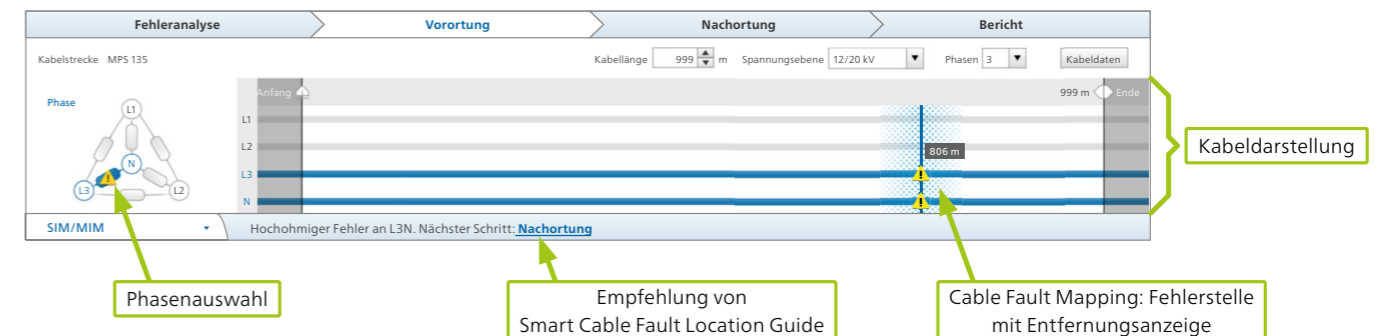 Fehleranalyse Vorortung Nachortung Bericht
Kabelstrecke MPS 135 Kabellänge 999 m Spannungsebene 12/20 kV Phasen 3 Kabeldaten
Phase
Anfang 999 m Ende
L1
N
L3 L2
L1
L2
806 m
L3
N
Kabeldarstellung
SIM/MIM Hochohmiger Fehler an L3N. Nächster Schritt: Nachortung
Phasenauswahl
Empfehlung von
Smart Cable Fault Location Guide
Cable Fault Mapping: Fehlerstelle
mit Entfernungsanzeige